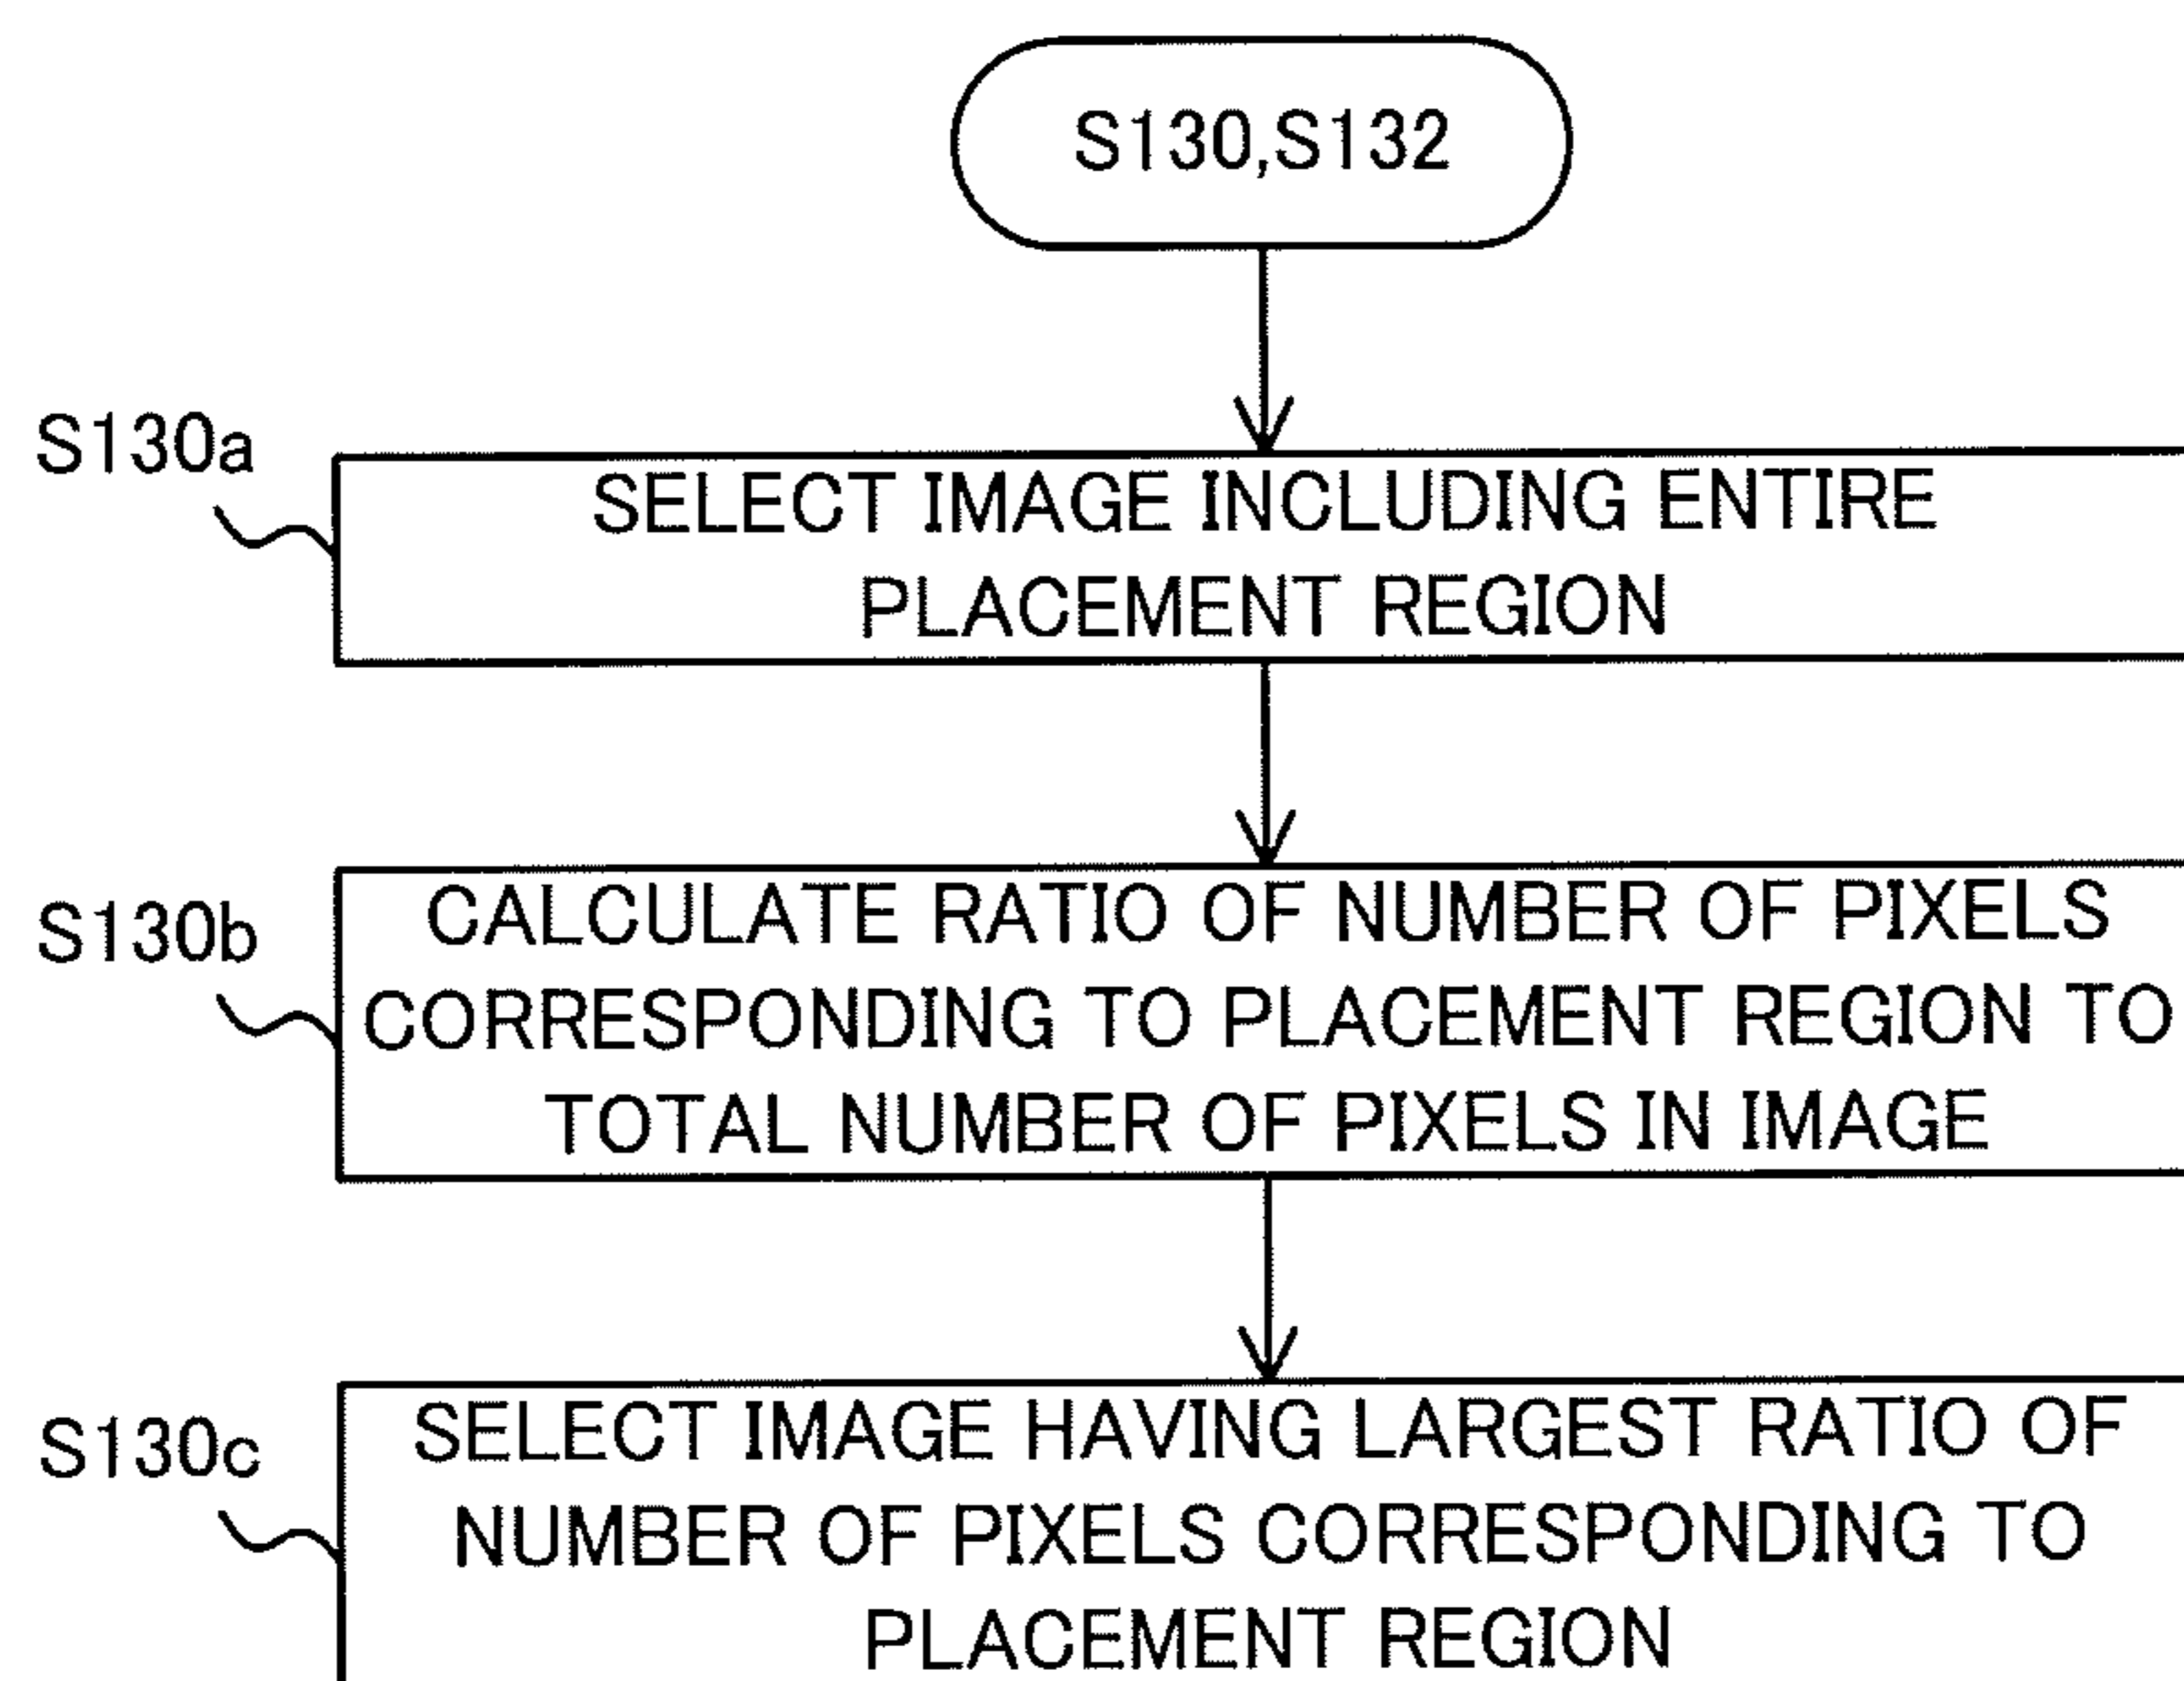 S130,S132
S130a
SELECT IMAGE INCLUDING ENTIRE
PLACEMENT REGION
S130b
CALCULATE RATIO OF NUMBER OF PIXELS
CORRESPONDING TO PLACEMENT REGION TO
TOTAL NUMBER OF PIXELS IN IMAGE
S130c
SELECT IMAGE HAVING LARGEST RATIO OF
NUMBER OF PIXELS CORRESPONDING TO
PLACEMENT REGION